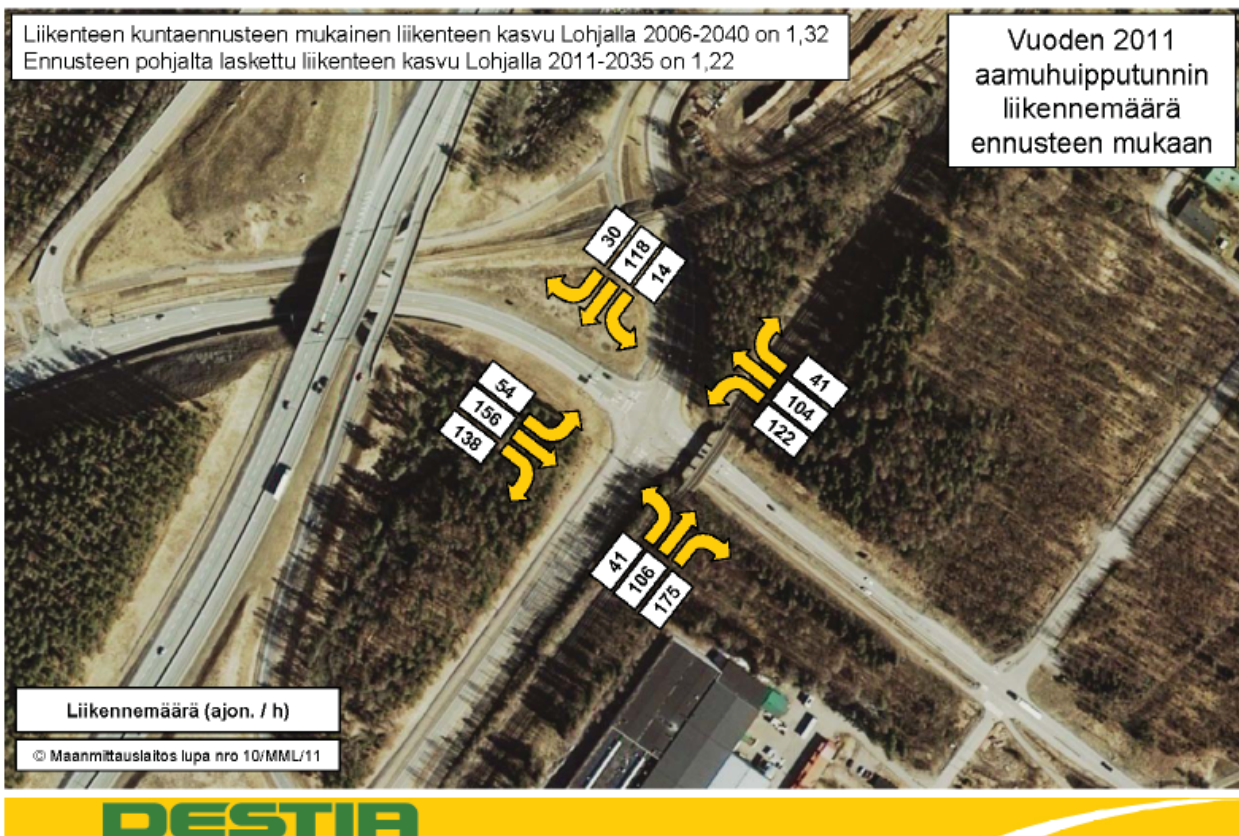 Liikenteen kuntaennusteen mukainen liikenteen kasvu Lohjalla 2006-2040 on 1,32
Ennusteen pohjalta laskettu liikenteen kasvu Lohjalla 2011-2035 on 1,22
Vuoden 2011
aamuhuipputunnin
liikennemäärä
ennusteen mukaan
30
118
14
54
156
138
41
104
122
41
106
175
Liikennemäärä (ajon. / h)
© Maanmittauslaitos lupa nro 10/MML/11
DESTIA